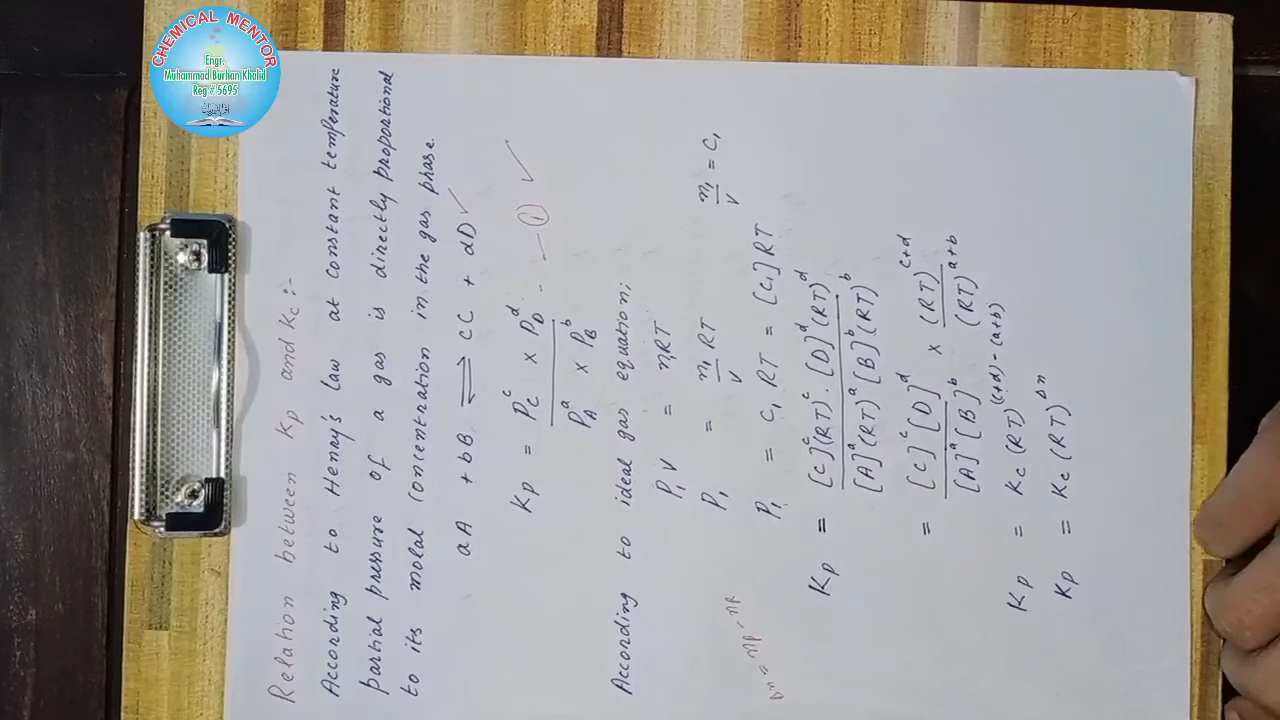 CHEMICAL MENTOR
Engr.
Muhammad Burhan Khalid
Reg# 5695
Relation between Kp and Kc :-
According to Henry's law at constant temperature
partial pressure of a gas is directly proportional
to its molal concentration in the gas phase.
aA + bB ⇌ cC + dD ✓
Kp = P_C^c × P_D^d / P_A^a × P_B^b - — ① ✓
According to ideal gas equation;
P₁V = n₁RT
P₁ = n₁/V RT   n₁/V = C₁
P₁ = C₁RT = [C₁]RT
Δn = nP - nR
Kp = [C]^c (RT)^c . [D]^d (RT)^d / [A]^a (RT)^a [B]^b (RT)^b
= [C]^c [D]^d / [A]^a [B]^b × (RT)^c+d / (RT)^a+b
Kp = Kc (RT)^(c+d)-(a+b)
Kp = Kc (RT)^Δn